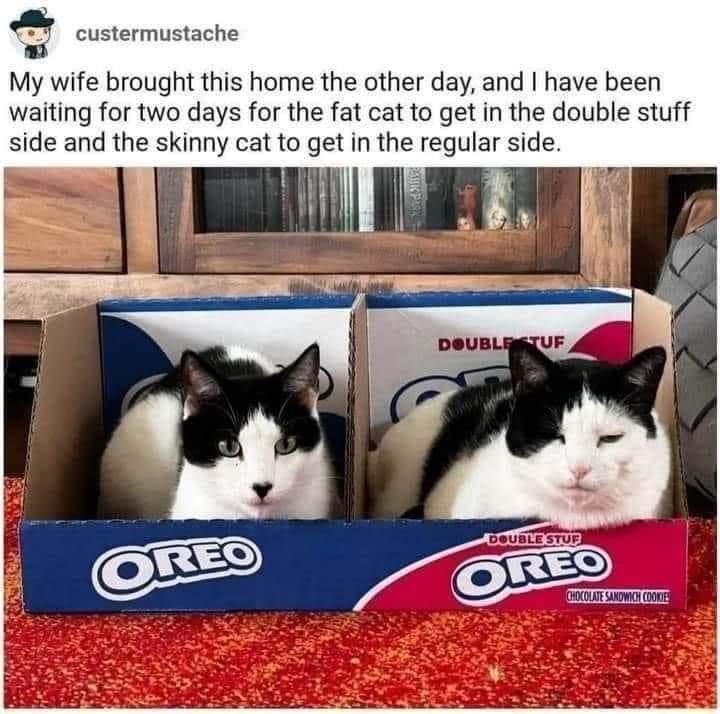 custermustache
My wife brought this home the other day, and I have been
waiting for two days for the fat cat to get in the double stuff
side and the skinny cat to get in the regular side.
DOUBLE STUF
DOUBLE STUF
OREO
OREO
CHOCOLATE SANDWICH COOKIES